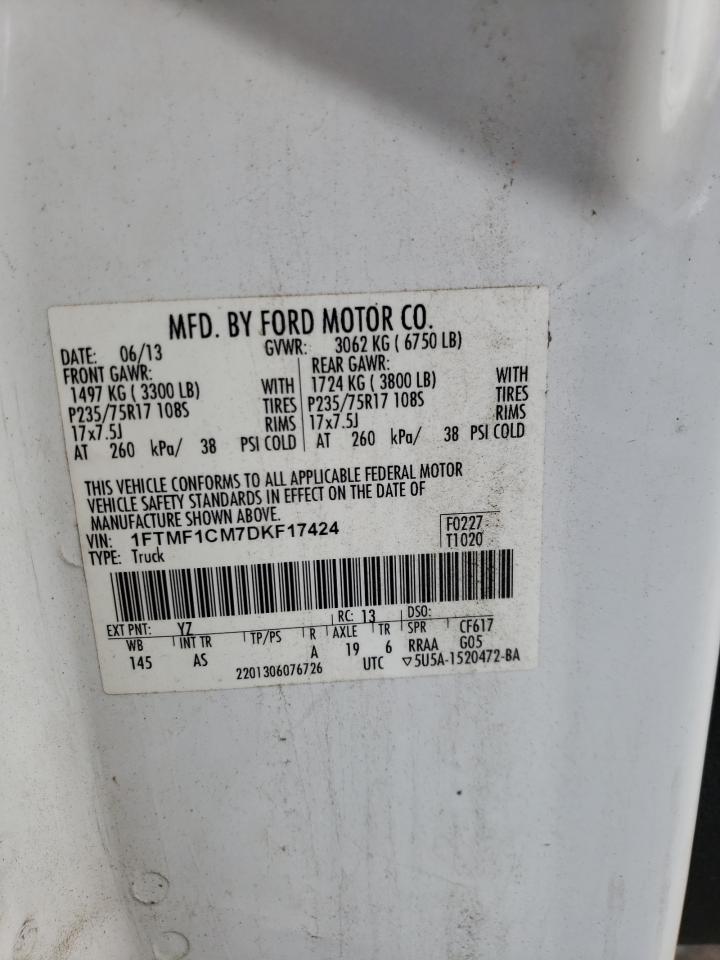 MFD. BY FORD MOTOR CO.
DATE: 06/13 GVWR: 3062 KG ( 6750 LB)
FRONT GAWR: REAR GAWR:
1497 KG ( 3300 LB) WITH 1724 KG ( 3800 LB) WITH
P235/75R17 108S TIRES P235/75R17 108S TIRES
17x7.5J RIMS 17x7.5J RIMS
AT 260 kPa/ 38 PSI COLD AT 260 kPa/ 38 PSI COLD
THIS VEHICLE CONFORMS TO ALL APPLICABLE FEDERAL MOTOR
VEHICLE SAFETY STANDARDS IN EFFECT ON THE DATE OF
MANUFACTURE SHOWN ABOVE.
VIN: 1FTMF1CM7DKF17424 F0227
TYPE: Truck T1020
EXT PNT: YZ RC: 13 DSO:
WB INT TR TP/PS R AXLE TR SPR CF617
145 AS A 19 6 RRAA G05
2201306076726 UTC ▽5U5A-1520472-BA